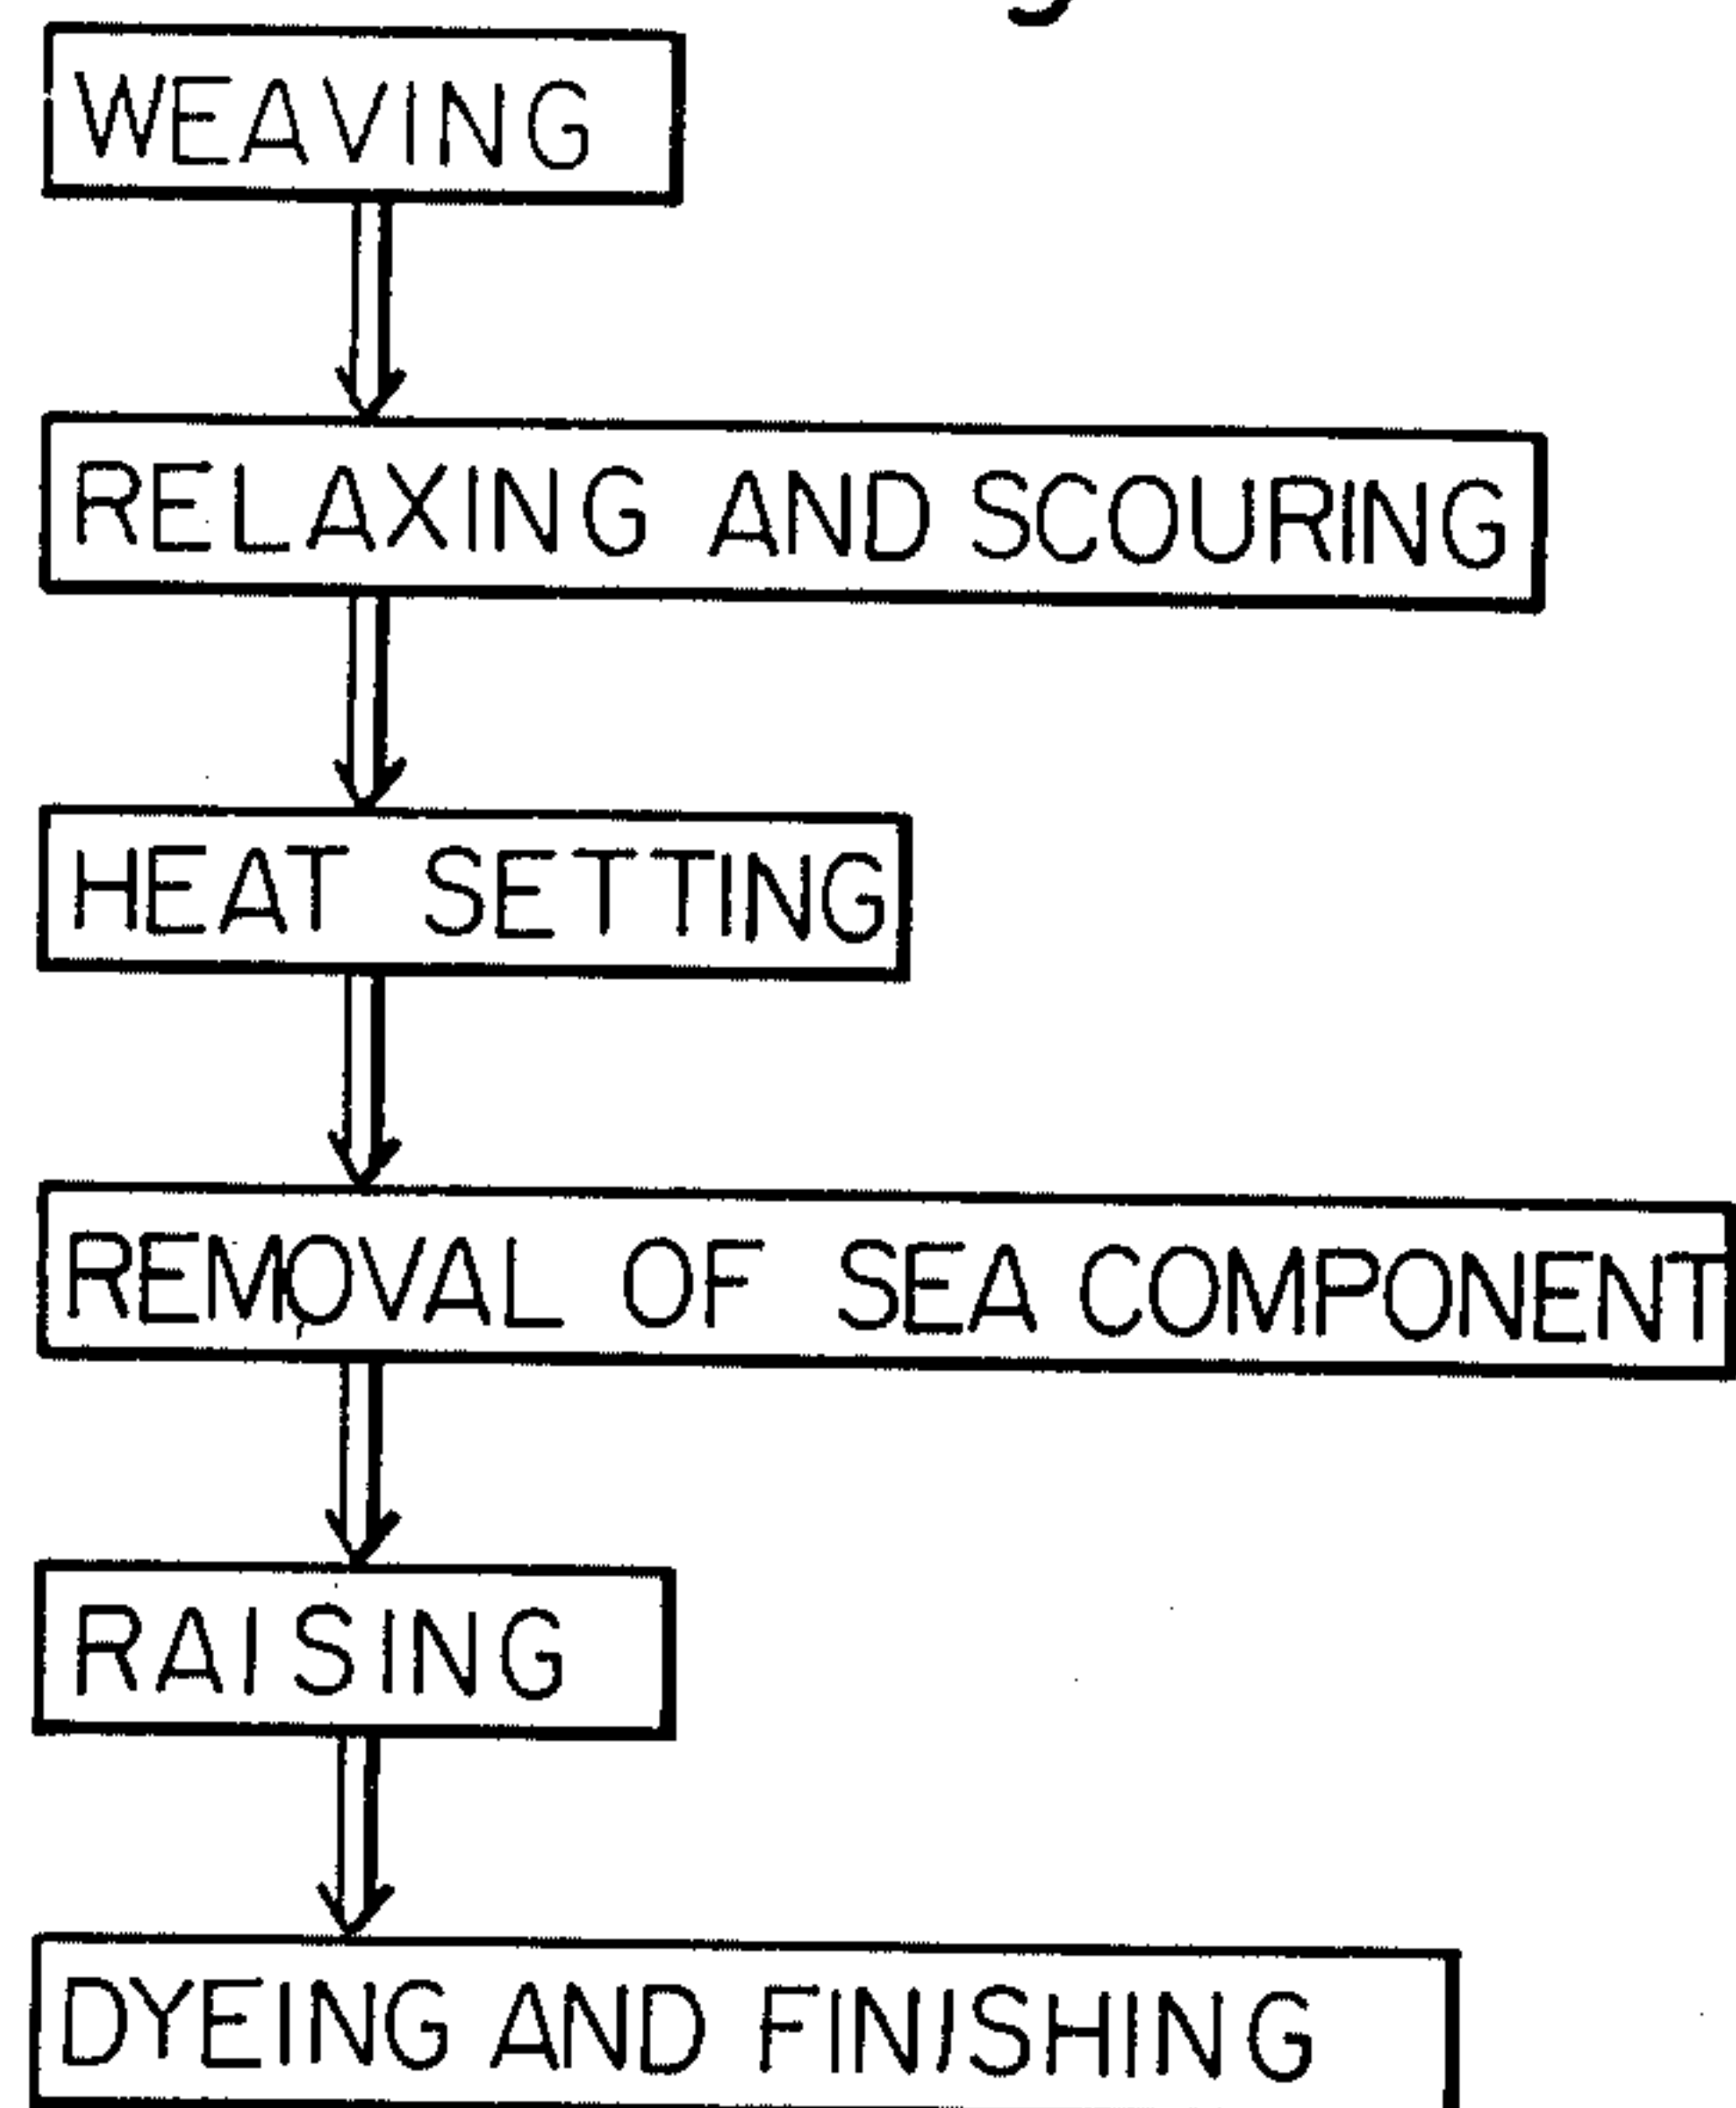 WEAVING
RELAXING AND SCOURING
HEAT SETTING
REMOVAL OF SEA COMPONENT
RAISING
DYEING AND FINISHING